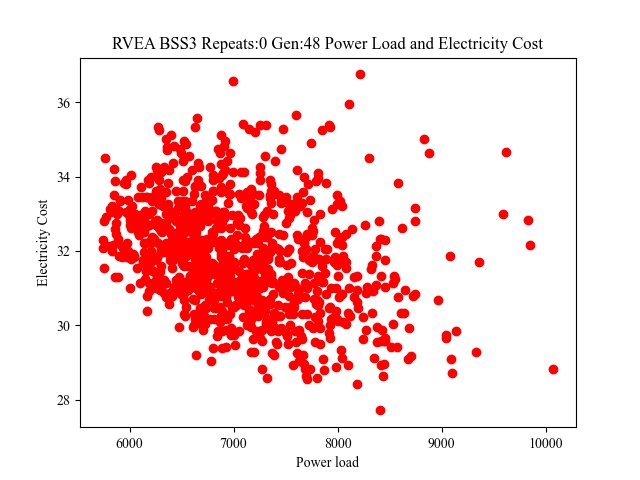 RVEA BSS3 Repeats:0 Gen:48 Power Load and Electricity Cost
36
34
32
30
28
Electricity Cost
6000 7000 8000 9000 10000
Power load